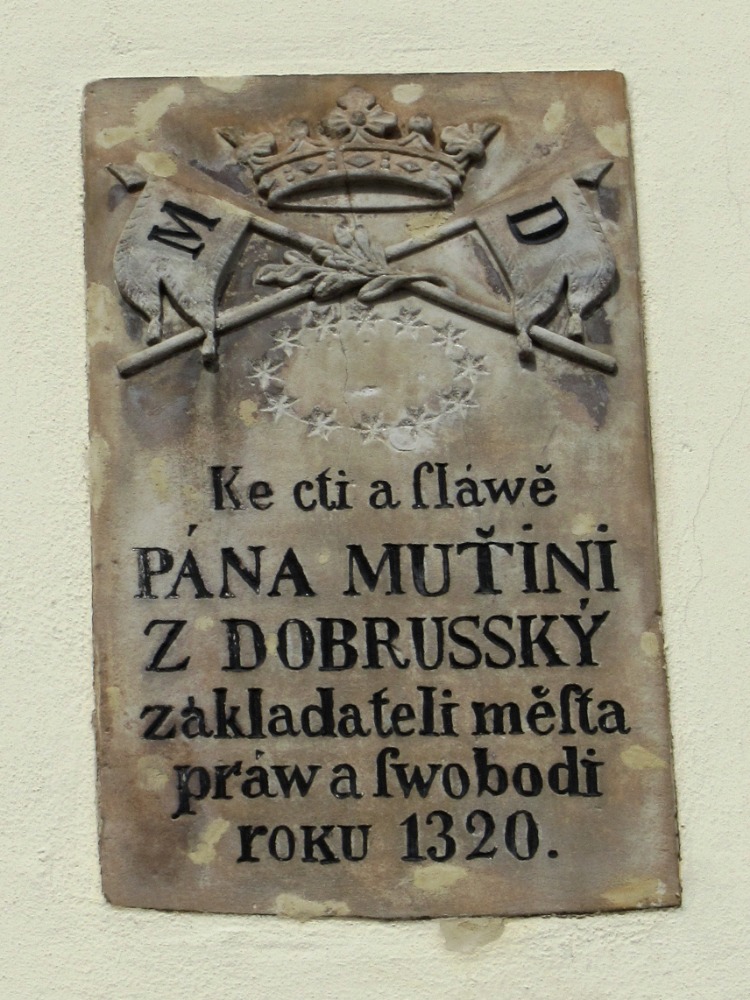 M D
Ke cti a ſláwě
PÁNA MUŤINI
Z DOBRUSSKÝ
základateli měſta
práw a ſwobodi
ROKU 1320.